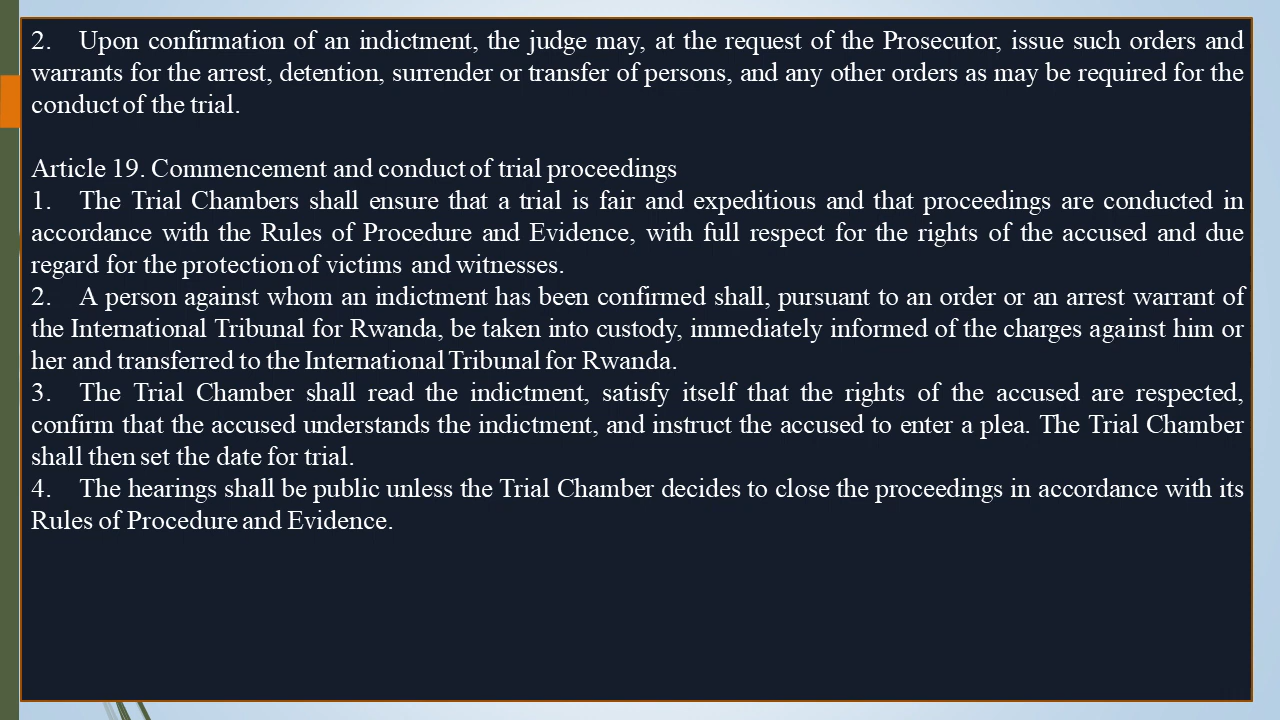 2. Upon confirmation of an indictment, the judge may, at the request of the Prosecutor, issue such orders and
warrants for the arrest, detention, surrender or transfer of persons, and any other orders as may be required for the
conduct of the trial.
Article 19. Commencement and conduct of trial proceedings
1. The Trial Chambers shall ensure that a trial is fair and expeditious and that proceedings are conducted in
accordance with the Rules of Procedure and Evidence, with full respect for the rights of the accused and due
regard for the protection of victims and witnesses.
2. A person against whom an indictment has been confirmed shall, pursuant to an order or an arrest warrant of
the International Tribunal for Rwanda, be taken into custody, immediately informed of the charges against him or
her and transferred to the International Tribunal for Rwanda.
3. The Trial Chamber shall read the indictment, satisfy itself that the rights of the accused are respected,
confirm that the accused understands the indictment, and instruct the accused to enter a plea. The Trial Chamber
shall then set the date for trial.
4. The hearings shall be public unless the Trial Chamber decides to close the proceedings in accordance with its
Rules of Procedure and Evidence.